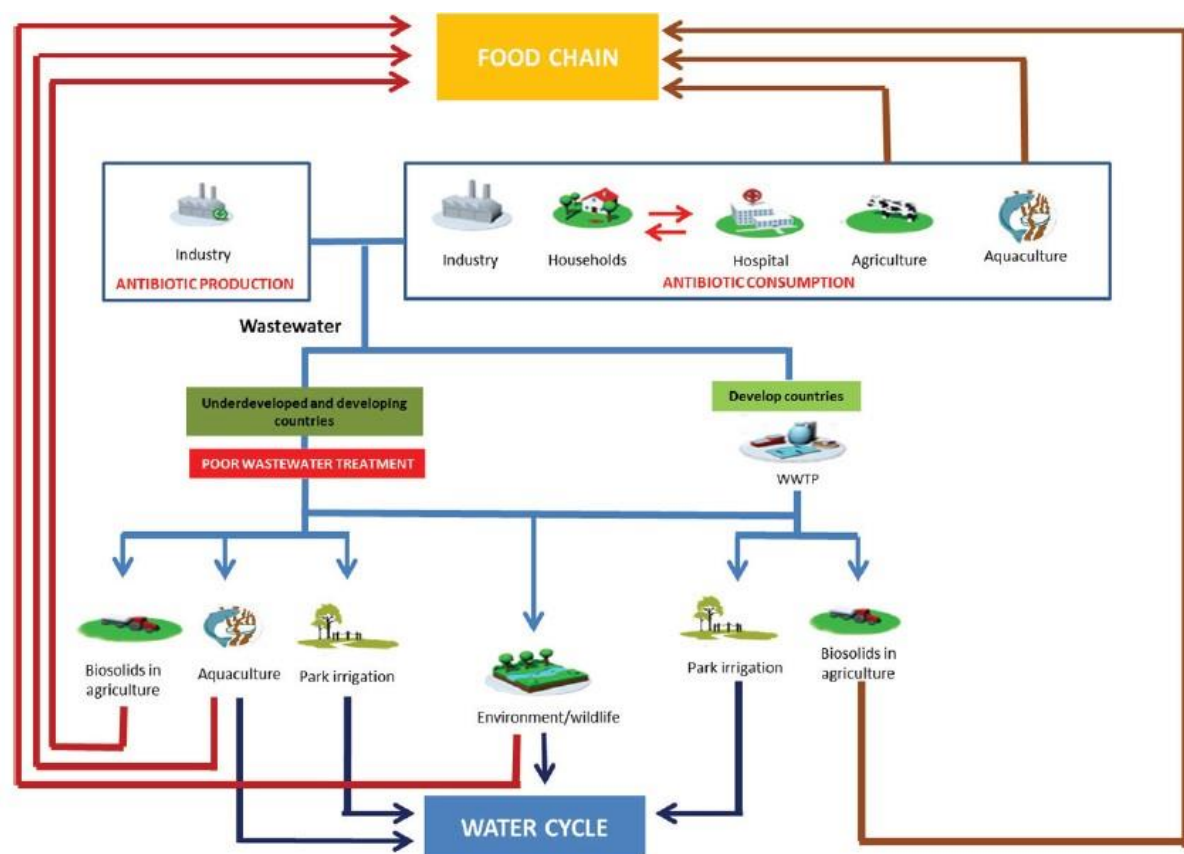 FOOD CHAIN
Industry
ANTIBIOTIC PRODUCTION
Industry
Households
Hospital
Agriculture
Aquaculture
ANTIBIOTIC CONSUMPTION
Wastewater
Underdeveloped and developing
countries
POOR WASTEWATER TREATMENT
Develop countries
WWTP
Biosolids in
agriculture
Aquaculture
Park irrigation
Environment/wildlife
Park irrigation
Biosolids in
agriculture
WATER CYCLE